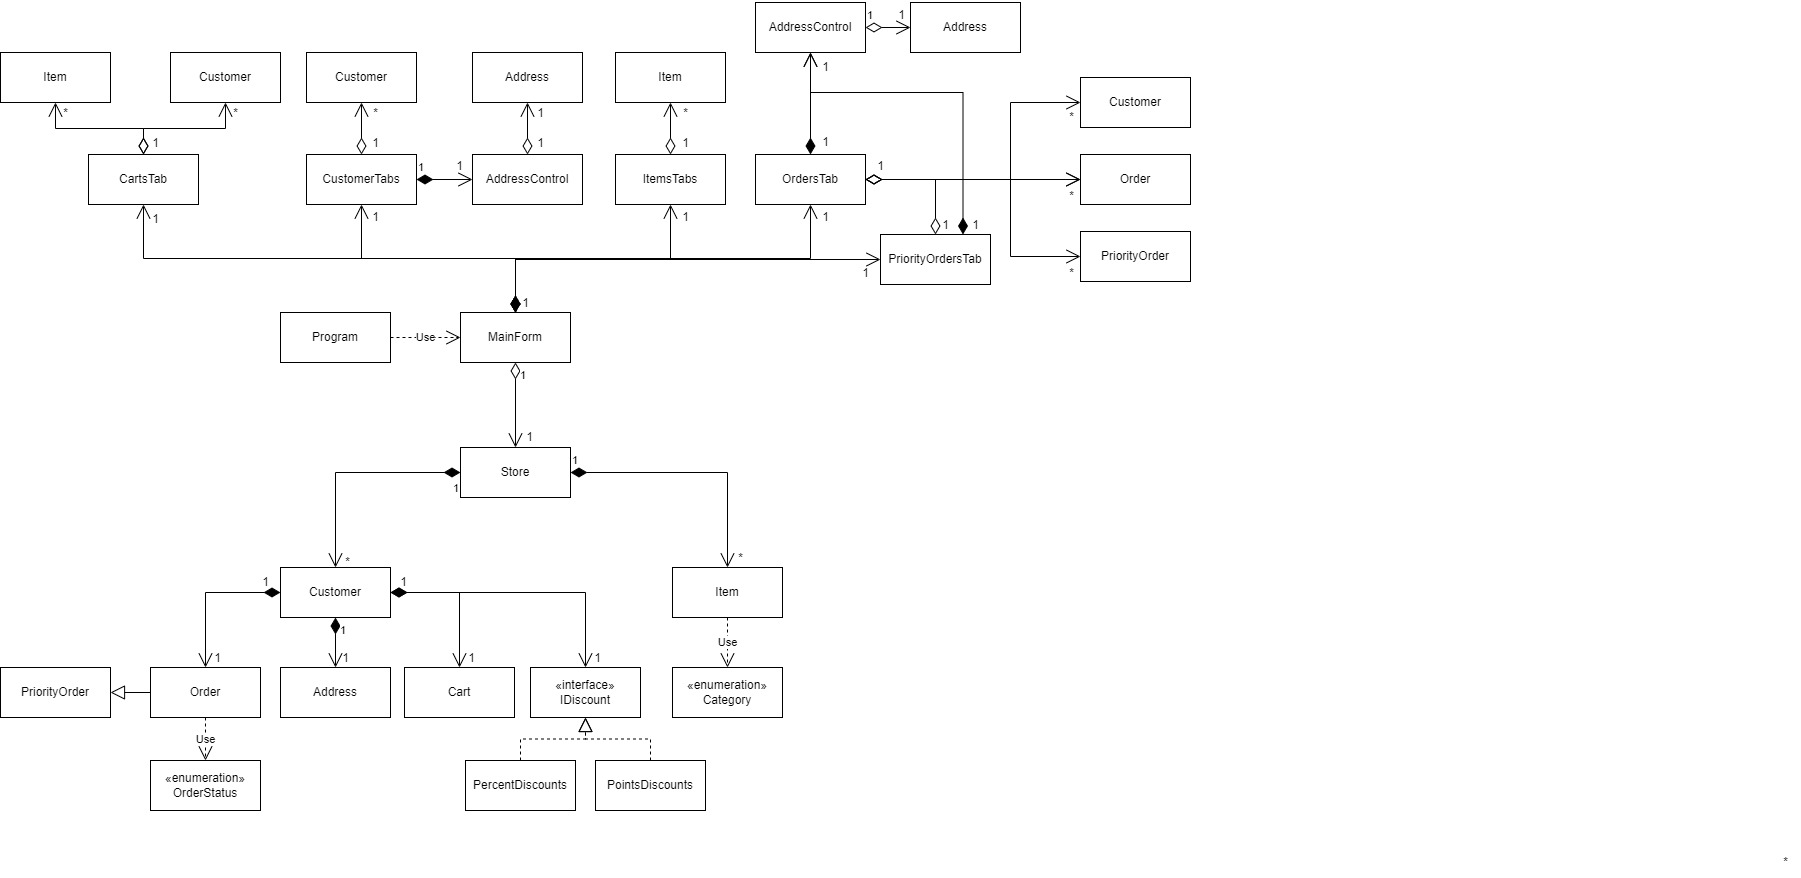 AddressControl
1
1
Address
1
Item
Customer
Customer
Address
Item
Customer
*
*
*
*
1
*
*
1
1
1
1
1
CartsTab
CustomerTabs
1
1
AddressControl
ItemsTabs
OrdersTab
1
Order
*
1
1
1
1
1
1
PriorityOrdersTab
1
PriorityOrder
*
1
Program
Use
MainForm
1
1
Store
1
1
*
*
1
Customer
1
Item
1
Use
1
1
1
1
PriorityOrder
Order
Address
Cart
«interface»
IDiscount
«enumeration»
Category
Use
«enumeration»
OrderStatus
PercentDiscounts
PointsDiscounts
*